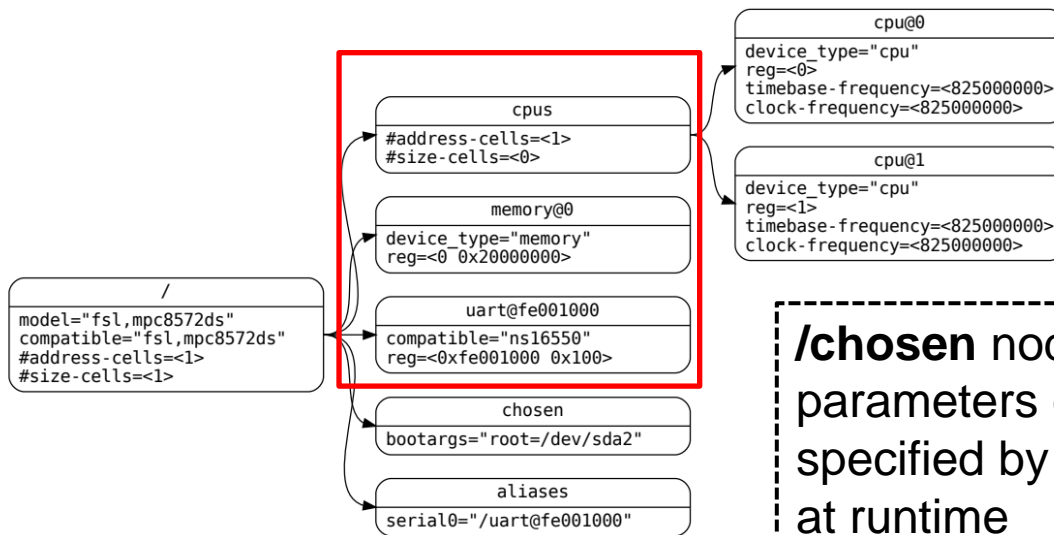 /
model="fsl,mpc8572ds"
compatible="fsl,mpc8572ds"
#address-cells=<1>
#size-cells=<1>
cpus
#address-cells=<1>
#size-cells=<0>
memory@0
device_type="memory"
reg=<0 0x20000000>
uart@fe001000
compatible="ns16550"
reg=<0xfe001000 0x100>
chosen
bootargs="root=/dev/sda2"
aliases
serial0="/uart@fe001000"
cpu@0
device_type="cpu"
reg=<0>
timebase-frequency=<825000000>
clock-frequency=<825000000>
cpu@1
device_type="cpu"
reg=<1>
timebase-frequency=<825000000>
clock-frequency=<825000000>
/chosen
parameters
specified by
at runtime